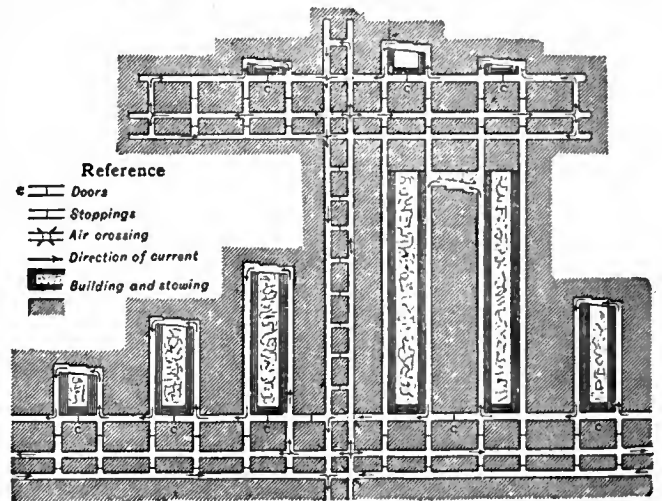 Reference
c Doors
Stoppings
Air crossing
Direction of current
Building and stowing
c c c
c c c c c